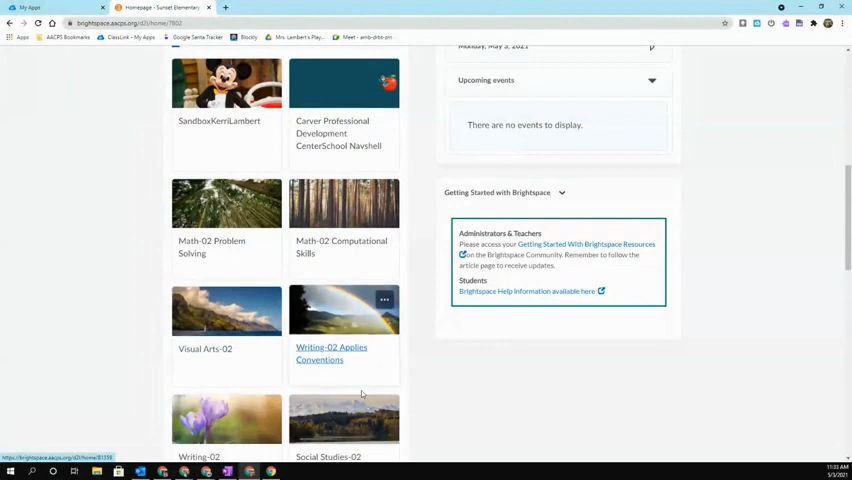 My Apps
Homepage - Sunset Elementary
brightspace.aacps.org/d2l/home/7802
Apps
AACPS Bookmarks
ClassLink - My Apps
Google Santa Tracker
Blockly
Mrs. Lambert's Play...
Meet - amb-drbt-zm...
Monday, May 3, 2021
Upcoming events
There are no events to display.
SandboxKerriLambert
Carver Professional
Development
CenterSchool Navshell
Getting Started with Brightspace
Administrators & Teachers
Please access your Getting Started With Brightspace Resources
on the Brightspace Community. Remember to follow the
article page to receive updates.
Students
Brightspace Help Information available here
Math-02 Problem
Solving
Math-02 Computational
Skills
Visual Arts-02
Writing-02 Applies
Conventions
Writing-02
Social Studies-02
https://brightspace.aacps.org/d2l/home/81359
11:33 AM
5/3/2021